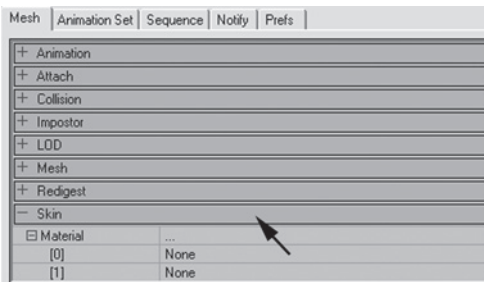 Mesh Animation Set Sequence Notify Prefs
+ Animation
+ Attach
+ Collision
+ Impostor
+ LOD
+ Mesh
+ Redigest
- Skin
Material ...
[0] None
[1] None